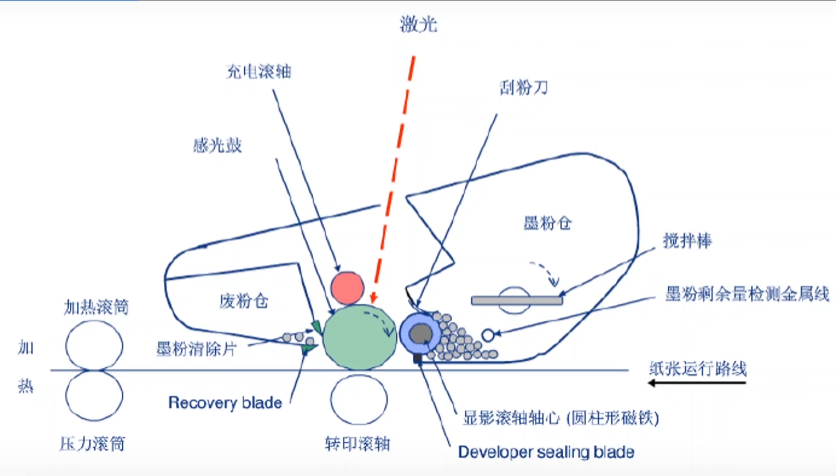 激光
充电滚轴
刮粉刀
感光鼓
墨粉仓
搅拌棒
废粉仓
墨粉剩余量检测金属线
加热滚筒
加
热
墨粉清除片
纸张运行路线
Recovery blade
显影滚轴轴心 (圆柱形磁铁)
压力滚筒
转印滚轴
Developer sealing blade